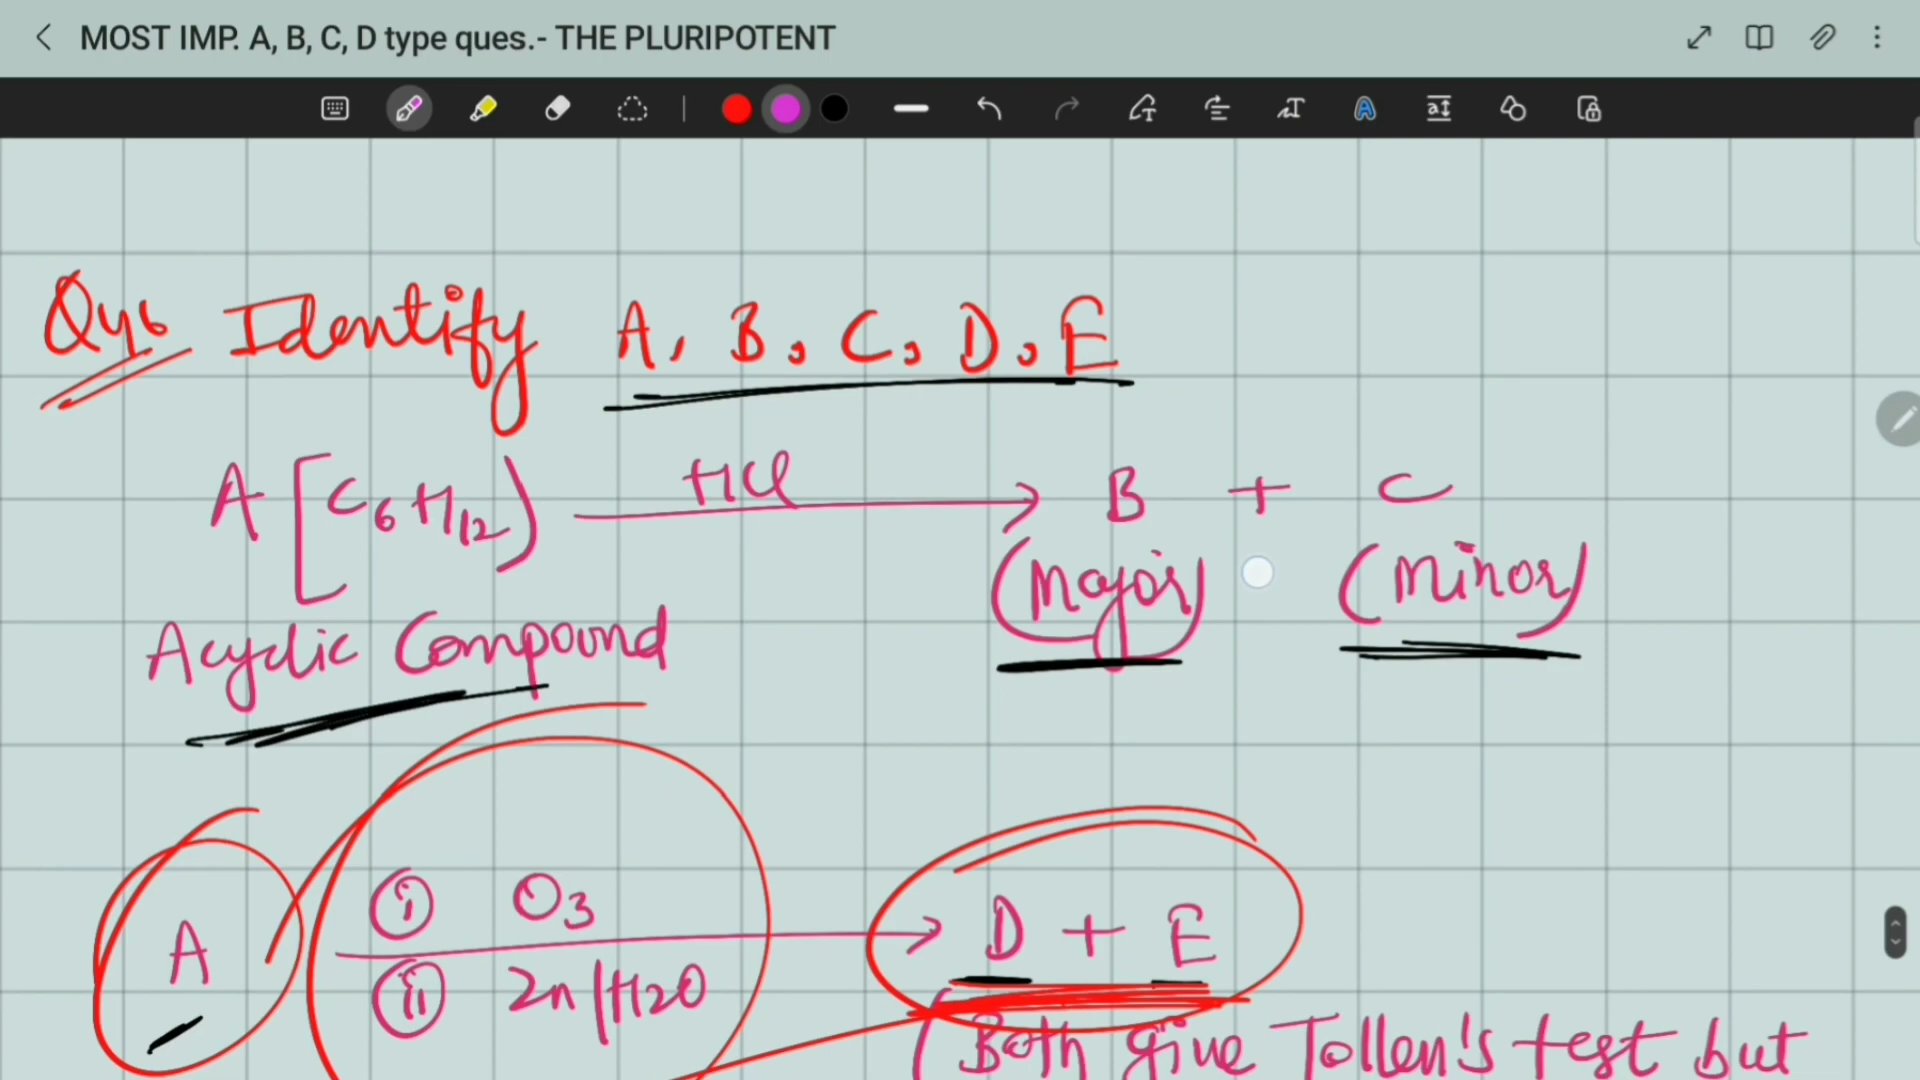 MOST IMP. A, B, C, D type ques.- THE PLURIPOTENT
Identify A, B, C, D, E
A [C6H12) HCl B + C
(Major) (Minor)
Acyclic Compound
A (i) O3 D + E
(ii) Zn/H2O
(Both give Tollen's test but